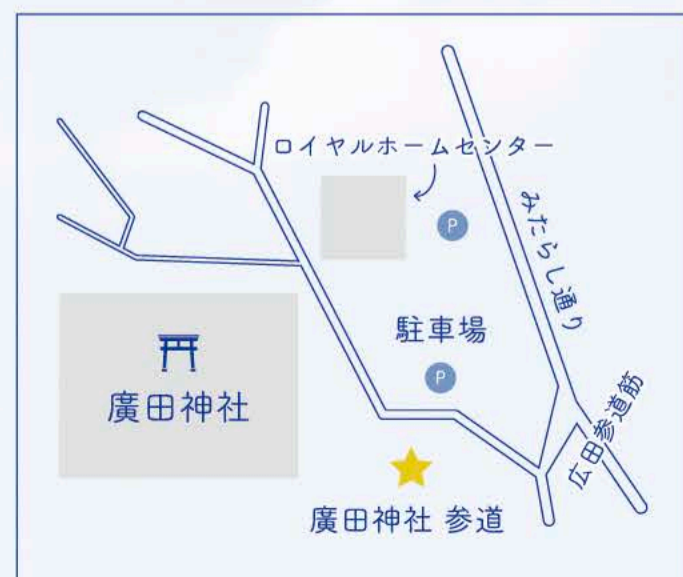 ロイヤルホームセンター
P
みたらし通り
駐車場
P
廣田神社
広田参道筋
廣田神社 参道